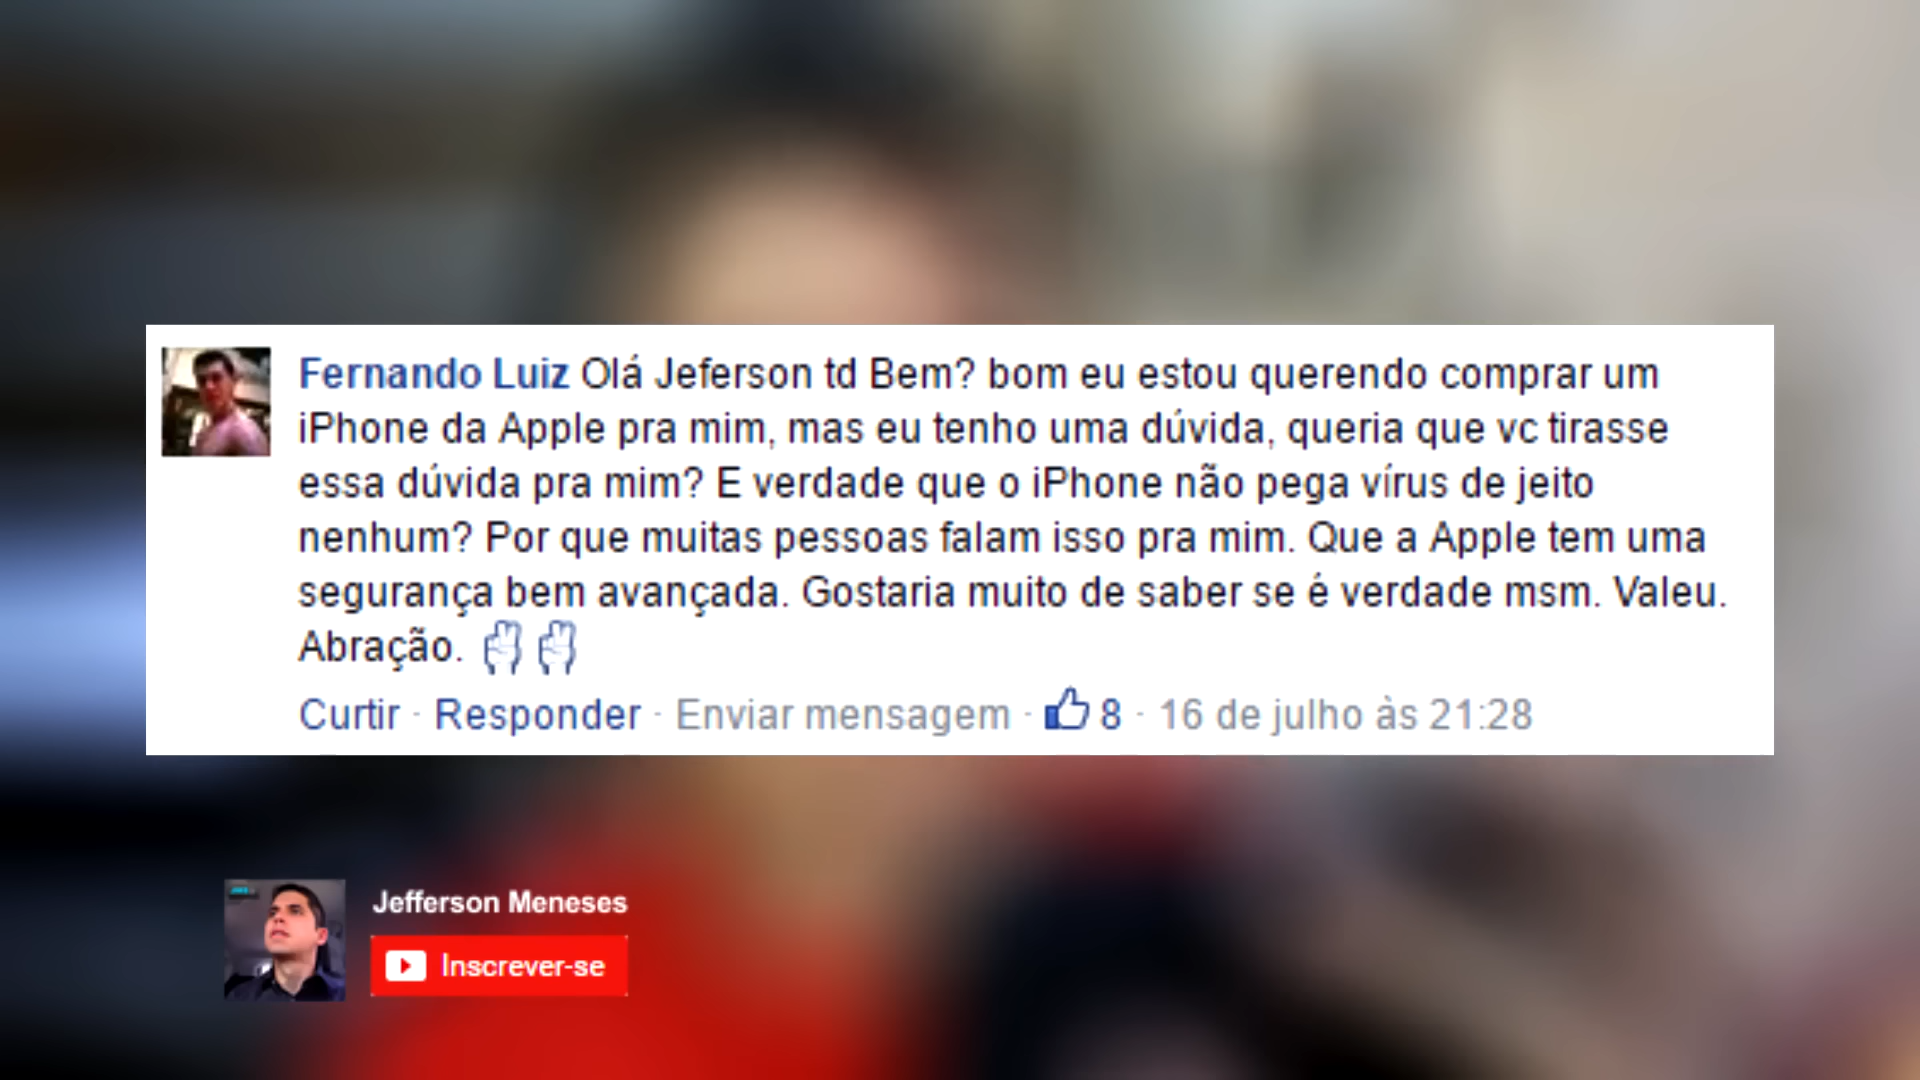 Fernando Luiz Olá Jeferson td Bem? bom eu estou querendo comprar um
iPhone da Apple pra mim, mas eu tenho uma dúvida, queria que vc tirasse
essa dúvida pra mim? E verdade que o iPhone não pega vírus de jeito
nenhum? Por que muitas pessoas falam isso pra mim. Que a Apple tem uma
segurança bem avançada. Gostaria muito de saber se é verdade msm. Valeu.
Abração. ✌✌
Curtir · Responder · Enviar mensagem · 👍 8 · 16 de julho às 21:28
Jefferson Meneses
Inscrever-se